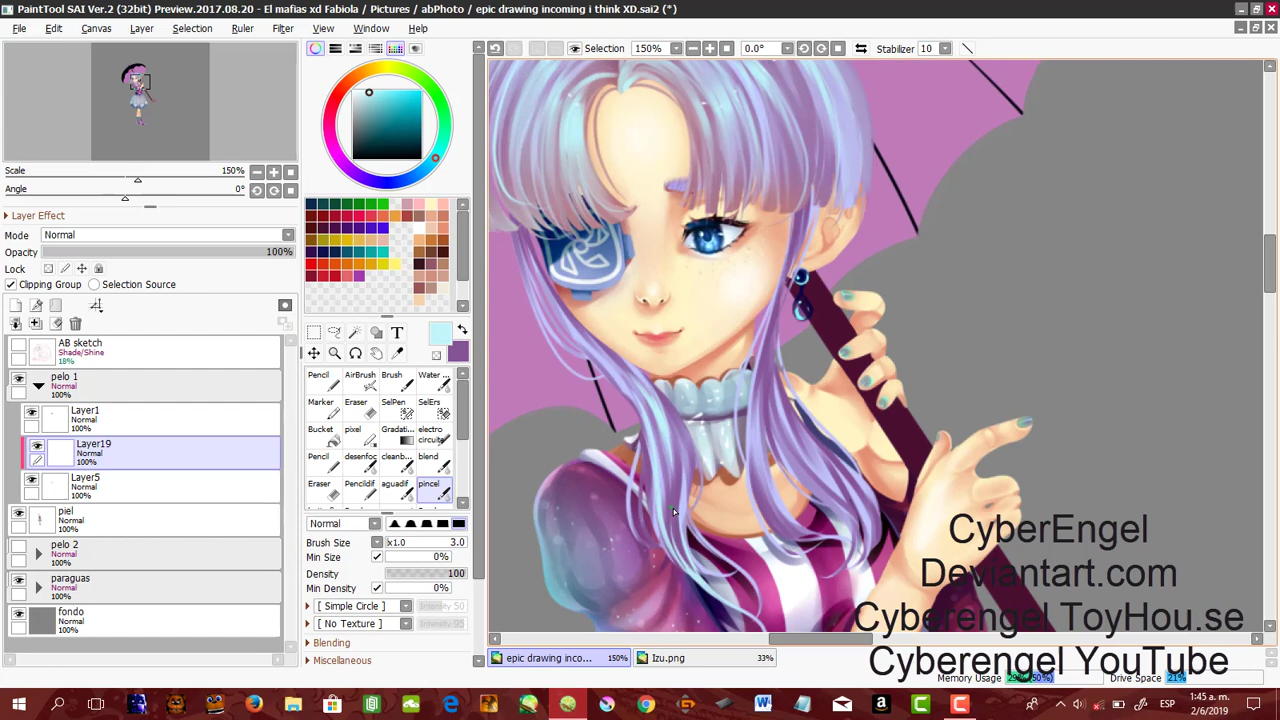 PaintTool SAI Ver.2 (32bit) Preview.2017.08.20 - El mafias xd Fabiola / Pictures / abPhoto / epic drawing incoming i think XD.sai2 (*)
File Edit Canvas Layer Selection Ruler Filter View Window Help
Selection 150% 0.0° Stabilizer 10
Scale 150%
Angle 0°
Layer Effect
Mode Normal
Opacity 100%
Lock
Clipping Group Selection Source
AB sketch
Shade/Shine
18%
pelo 1
Normal
100%
Layer1
Normal
100%
Layer19
Normal
100%
Layer5
Normal
100%
piel
Normal
100%
pelo 2
Normal
100%
paraguas
Normal
100%
fondo
Normal
100%
T
Pencil AirBrush Brush Water ...
Marker Eraser SelPen SelErs
Bucket pixel Gradati... electro
circuite
Pencil desenfoc cleanb... blend
Eraser Pencildif aguadif pincel
Normal
Brush Size x1.0 3.0
Min Size 0%
Density 100
Min Density 0%
[ Simple Circle ] Intensity 50
[ No Texture ] Intensity 95
Blending
Miscellaneous
CyberEngel
Deviantart.com
Cyberengel ToyHou.se
Cyberengel YouTube
epic drawing inco... 150% Izu.png 33%
Memory Usage Drive Space 21%
ESP
1:45 a. m.
2/6/2019